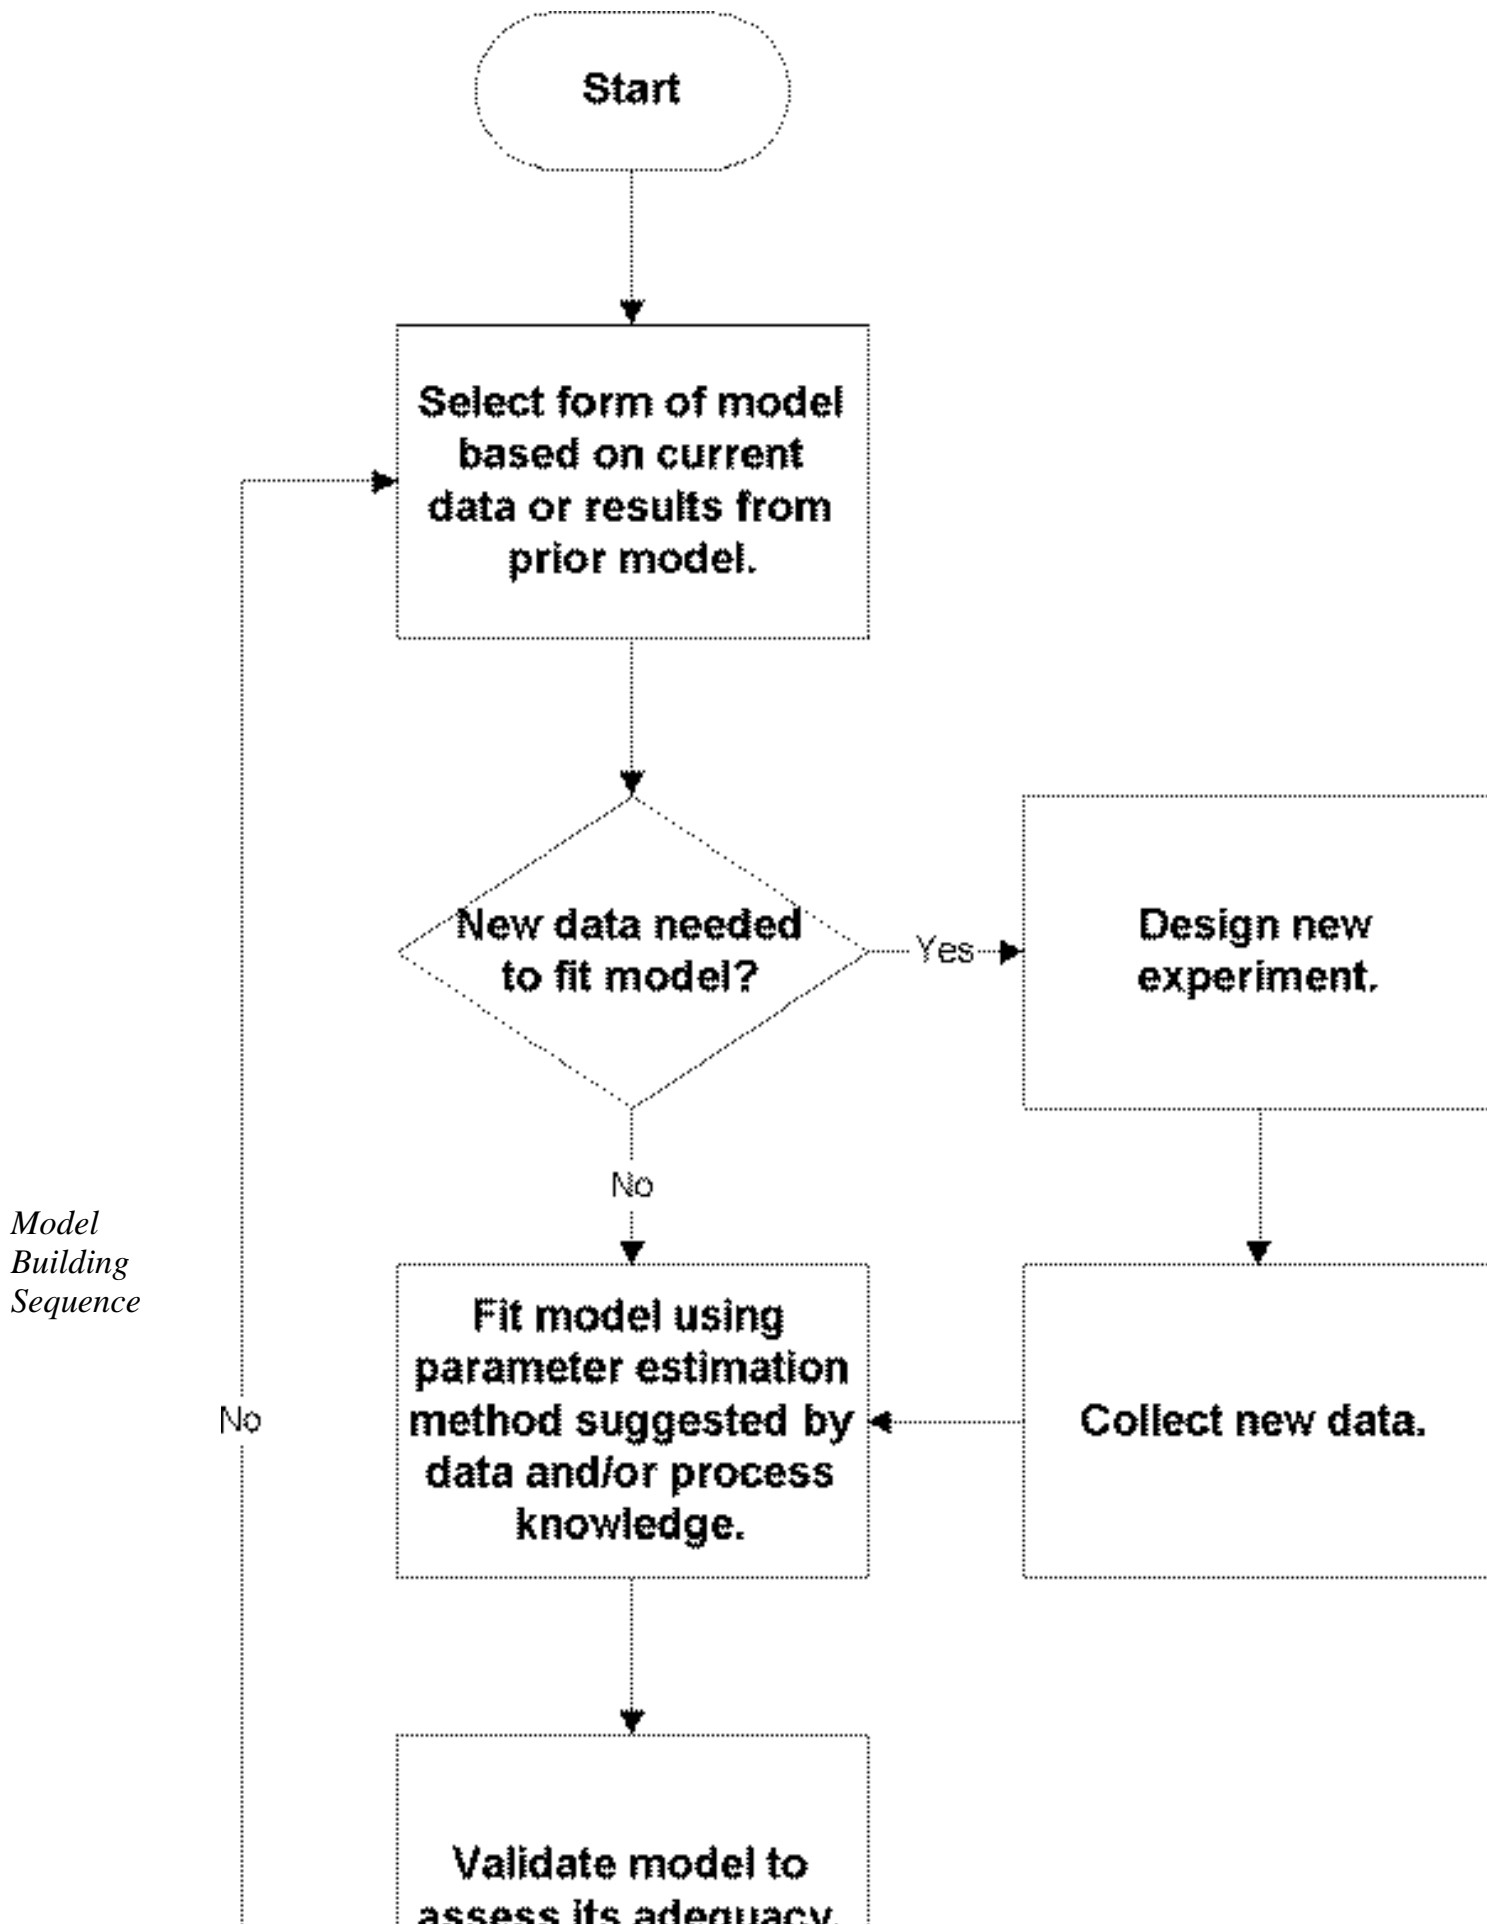 Start
Select form of model
based on current
data or results from
prior model.
New data needed
to fit model?
Yes
Design new
experiment.
No
Model
Building
Sequence
Fit model using
parameter estimation
method suggested by
data and/or process
knowledge.
No
Collect new data.
Validate model to
assess its adequacy.